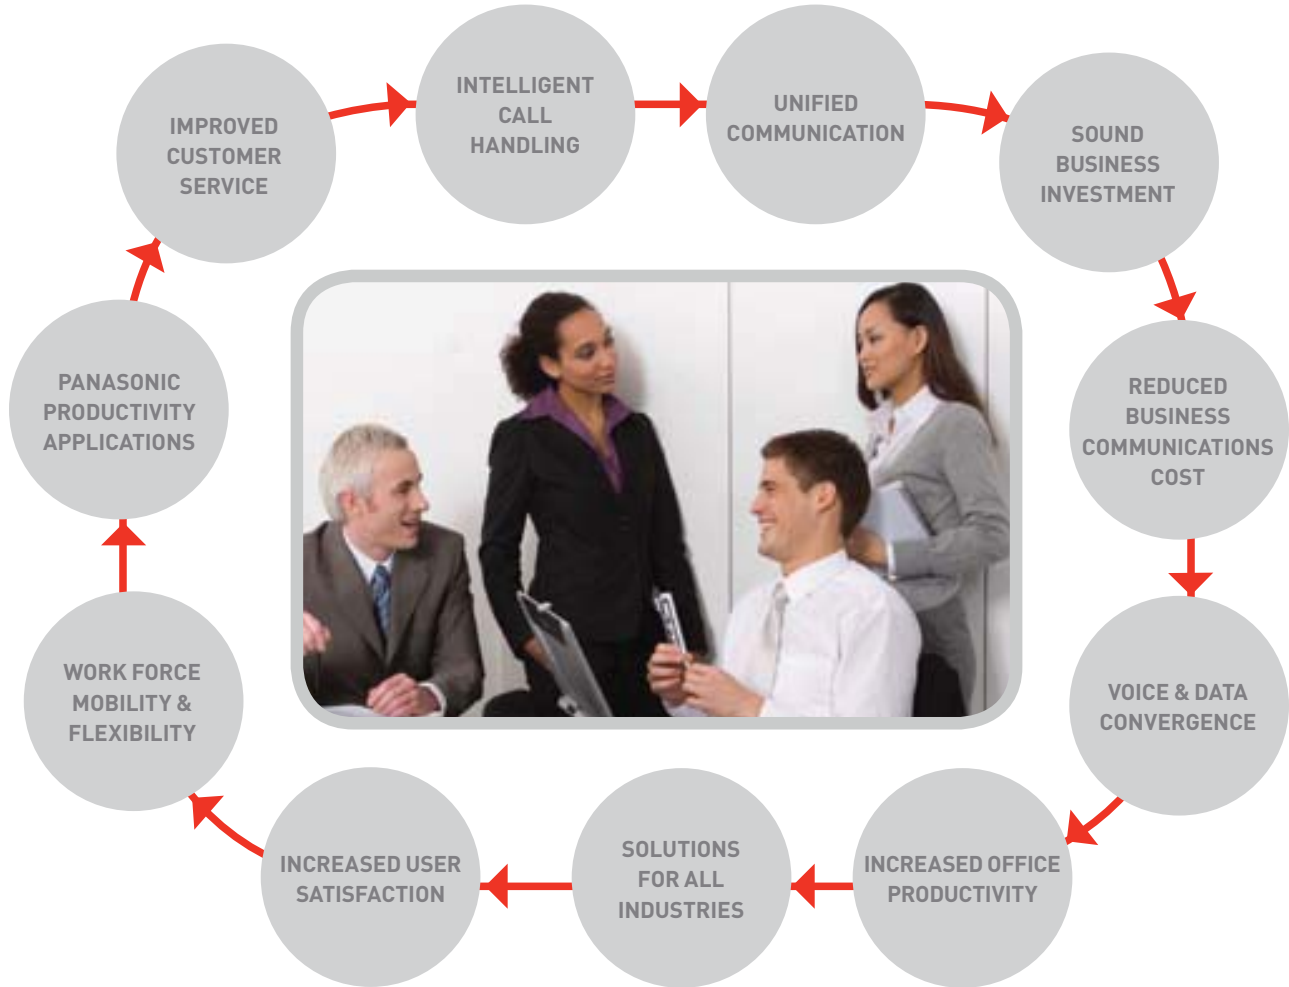 IMPROVED
CUSTOMER
SERVICE
INTELLIGENT
CALL
HANDLING
UNIFIED
COMMUNICATION
SOUND
BUSINESS
INVESTMENT
REDUCED
BUSINESS
COMMUNICATIONS
COST
VOICE & DATA
CONVERGENCE
INCREASED OFFICE
PRODUCTIVITY
SOLUTIONS
FOR ALL
INDUSTRIES
INCREASED USER
SATISFACTION
WORK FORCE
MOBILITY &
FLEXIBILITY
PANASONIC
PRODUCTIVITY
APPLICATIONS